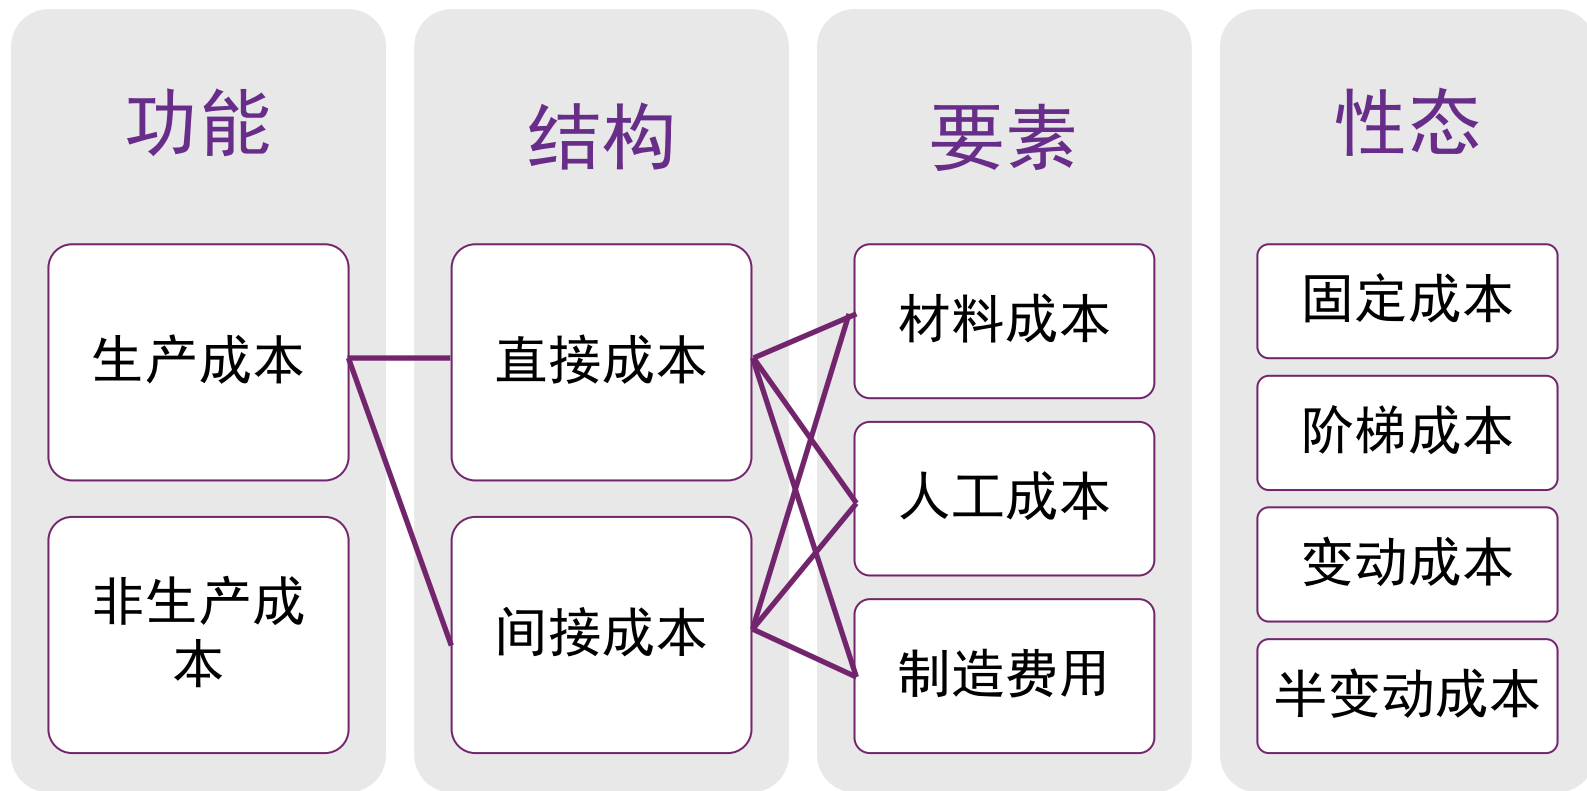 功能
生产成本
非生产成
本
结构
直接成本
间接成本
要素
材料成本
人工成本
制造费用
性态
固定成本
阶梯成本
变动成本
半变动成本